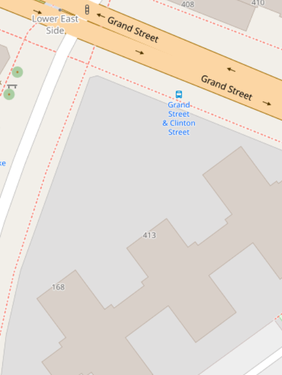 408
410
Grand Street
Lower East
Side
Grand Street
Grand
Street
& Clinton
Street
413
168